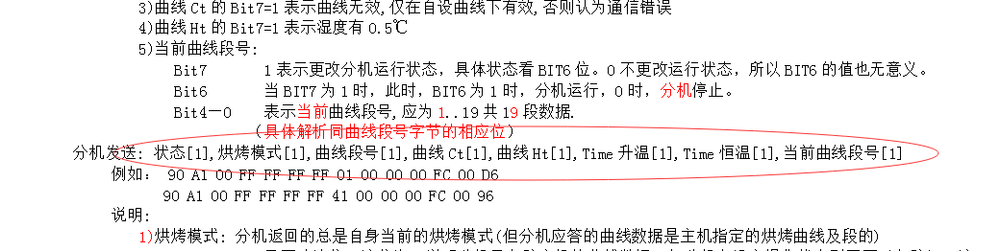 3)曲线 Ct 的 Bit7=1 表示曲线无效,仅在自设曲线下有效,否则认为通信错误
4)曲线 Ht 的 Bit7=1 表示湿度有 0.5℃
5)当前曲线段号:
Bit7 1 表示更改分机运行状态，具体状态看 BIT6 位。0 不更改运行状态，所以 BIT6 的值也无意义。
Bit6 当 BIT7 为 1 时，此时，BIT6 为 1 时，分机运行，0 时，分机停止。
Bit4—0 表示当前曲线段号,应为 1..19 共 19 段数据.
（具体解析同曲线段号字节的相应位）
分机发送: 状态[1],烘烤模式[1],曲线段号[1],曲线 Ct[1],曲线 Ht[1],Time 升温[1],Time 恒温[1],当前曲线段号[1]
例如： 90 A1 00 FF FF FF FF 01 00 00 00 FC 00 D6
90 A1 00 FF FF FF FF 41 00 00 00 FC 00 96
说明:
1)烘烤模式: 分机返回的总是自身当前的烘烤模式(但分机应答的曲线数据是主机指定的烘烤曲线及段的)